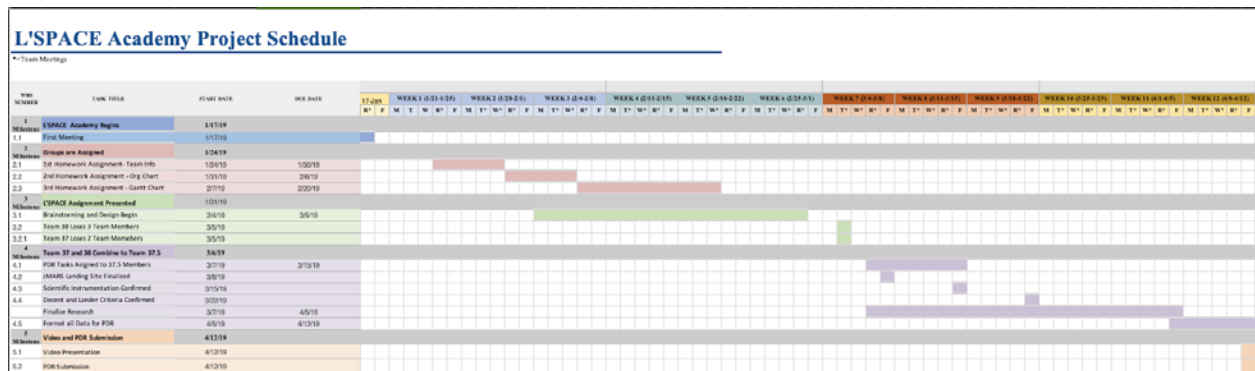 L'SPACE Academy Project Schedule
*=Team Meetings
WBS NUMBER TASK TITLE START DATE DUE DATE
17-Jan WEEK 1 (1/21-1/25) WEEK 2 (1/28-2/1) WEEK 3 (2/4-2/8) WEEK 4 (2/11-2/15) WEEK 5 (2/18-2/22) WEEK 6 (2/25-3/1) WEEK 7 (3/4-3/8) WEEK 8 (3/11-3/15) WEEK 9 (3/18-3/22) WEEK 10 (3/25-3/29) WEEK 11 (4/1-4/5) WEEK 12 (4/8-4/12)
R* F M T W R* F M T* W* R* F M T* W* R* F M T* W* R* F M T* W* R* F M T* W* R* F M T* W* R* F M T* W* R* F M T* W* R* F M T* W* R* F M T* W* R* F M T* W* R* F
1 Milestone L'SPACE Academy Begins 1/17/19
1.1 First Meeting 1/17/19
2 Milestone Groups are Assigned 1/24/19
2.1 1st Homework Assignment- Team Info 1/24/19 1/30/19
2.2 2nd Homework Assignment - Org Chart 1/31/19 2/6/19
2.3 3rd Homework Assignment - Gantt Chart 2/7/19 2/20/19
3 Milestone L'SPACE Assignment Presented 1/31/19
3.1 Brainstorming and Design Begin 2/4/19 3/5/19
3.2 Team 38 Loses 3 Team Members 3/5/19
3.2.1 Team 37 Loses 2 Team Memebers 3/5/19
4 Milestone Team 37 and 38 Combine to Team 37.5 3/6/19
4.1 PDR Tasks Asigned to 37.5 Members 3/7/19 3/15/19
4.2 JMARS Landing Site Finalized 3/8/19
4.3 Scientific Instrumentation Confirmed 3/15/19
4.4 Decent and Lander Criteria Confirmed 3/22/19
Finalize Research 3/7/19 4/5/19
4.5 Format all Data for PDR 4/5/19 4/12/19
5 Milestone Video and PDR Submission 4/12/19
5.1 Video Presentation 4/12/19
5.2 PDR Submission 4/12/19